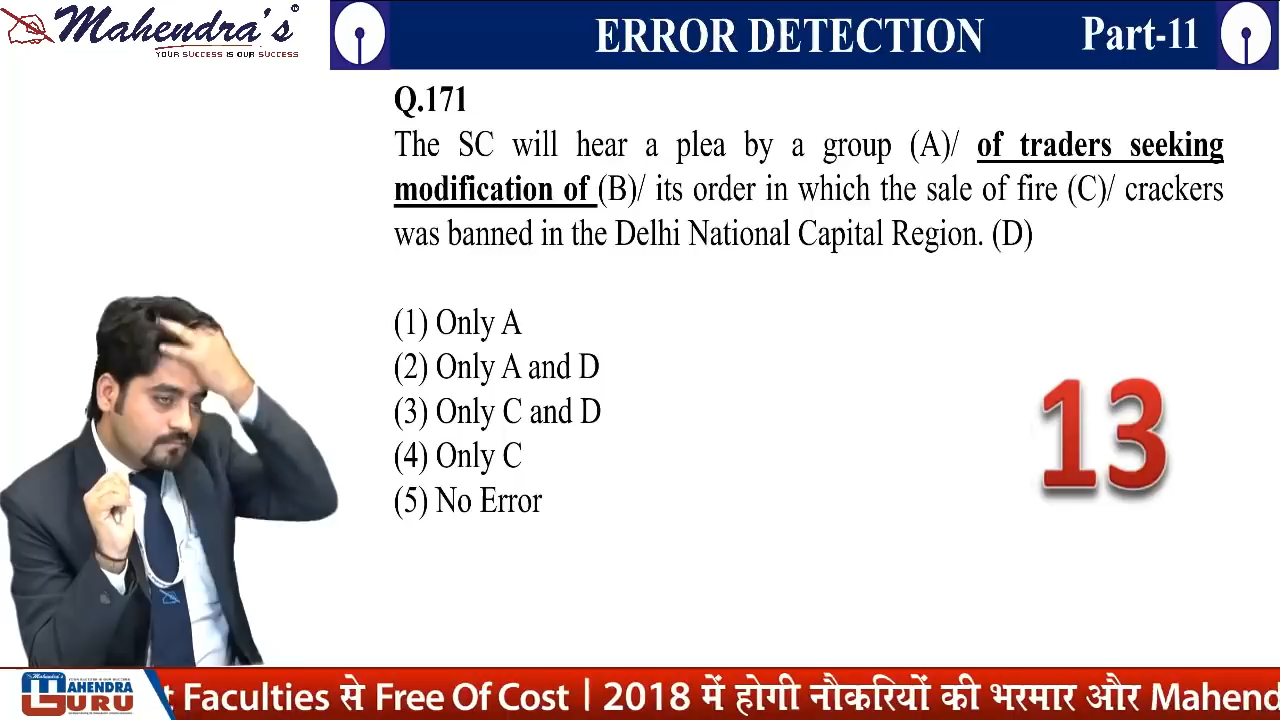 Mahendra's
YOUR SUCCESS IS OUR SUCCESS
ERROR DETECTION
Part-11
Q.171
The SC will hear a plea by a group (A)/ of traders seeking
modification of (B)/ its order in which the sale of fire (C)/ crackers
was banned in the Delhi National Capital Region. (D)
(1) Only A
(2) Only A and D
(3) Only C and D
(4) Only C
(5) No Error
13
MAHENDRA
GURU
t Faculties से Free Of Cost | 2018 में होगी नौकरियों की भरमार और Mahend